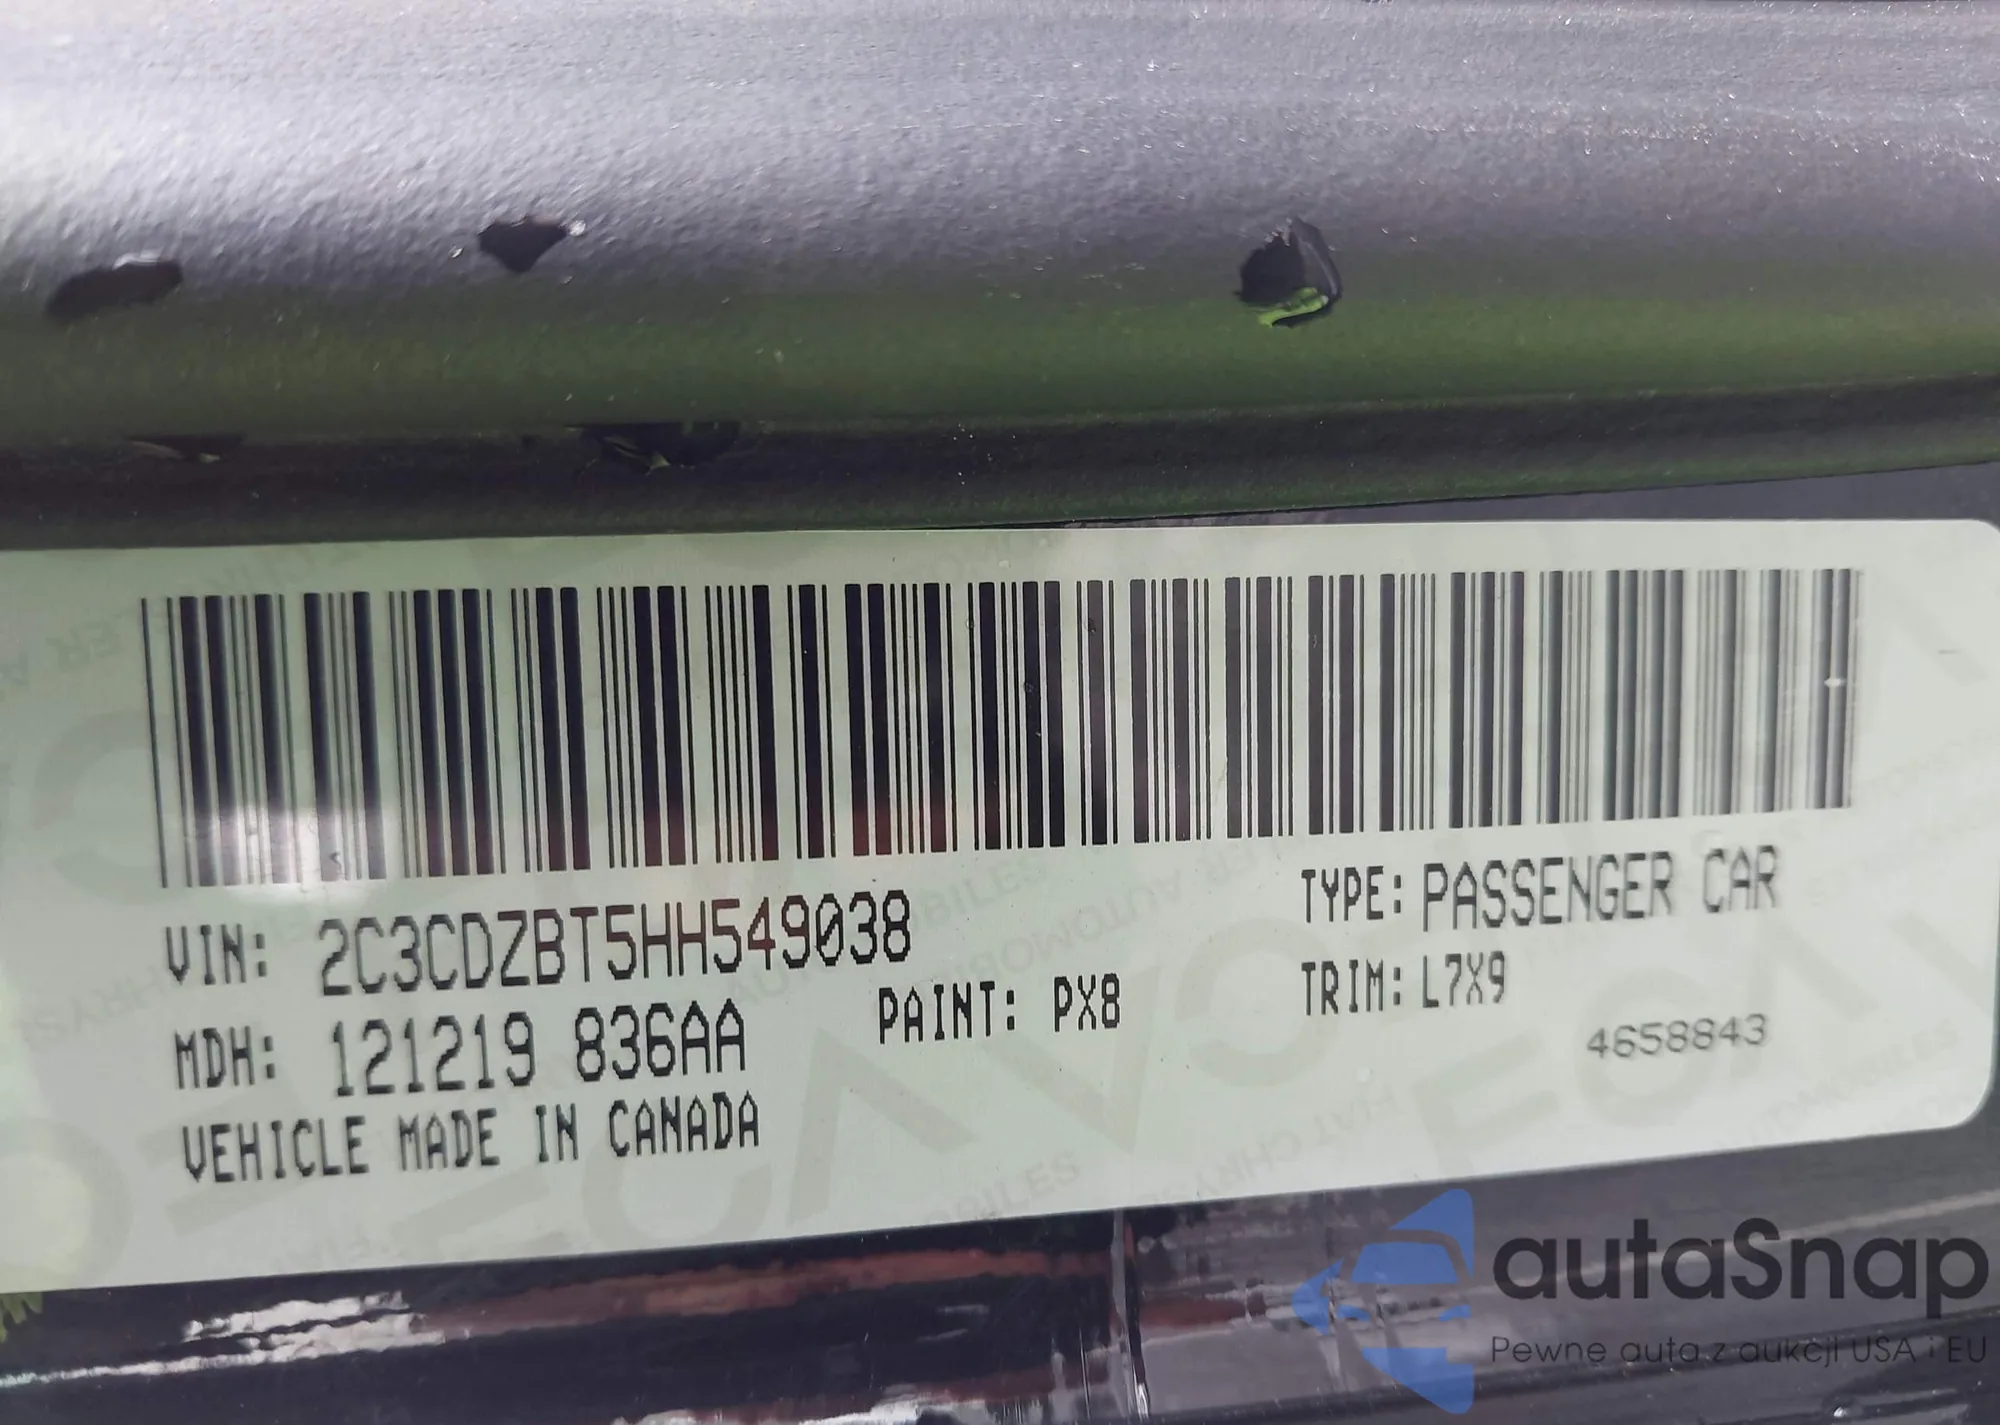 VIN: 2C3CDZBT5HH549038
TYPE: PASSENGER CAR
MDH: 121219 836AA
PAINT: PX8
TRIM: L7X9
VEHICLE MADE IN CANADA
4658843
autaSnap
Pewne auta z aukcji USA i EU